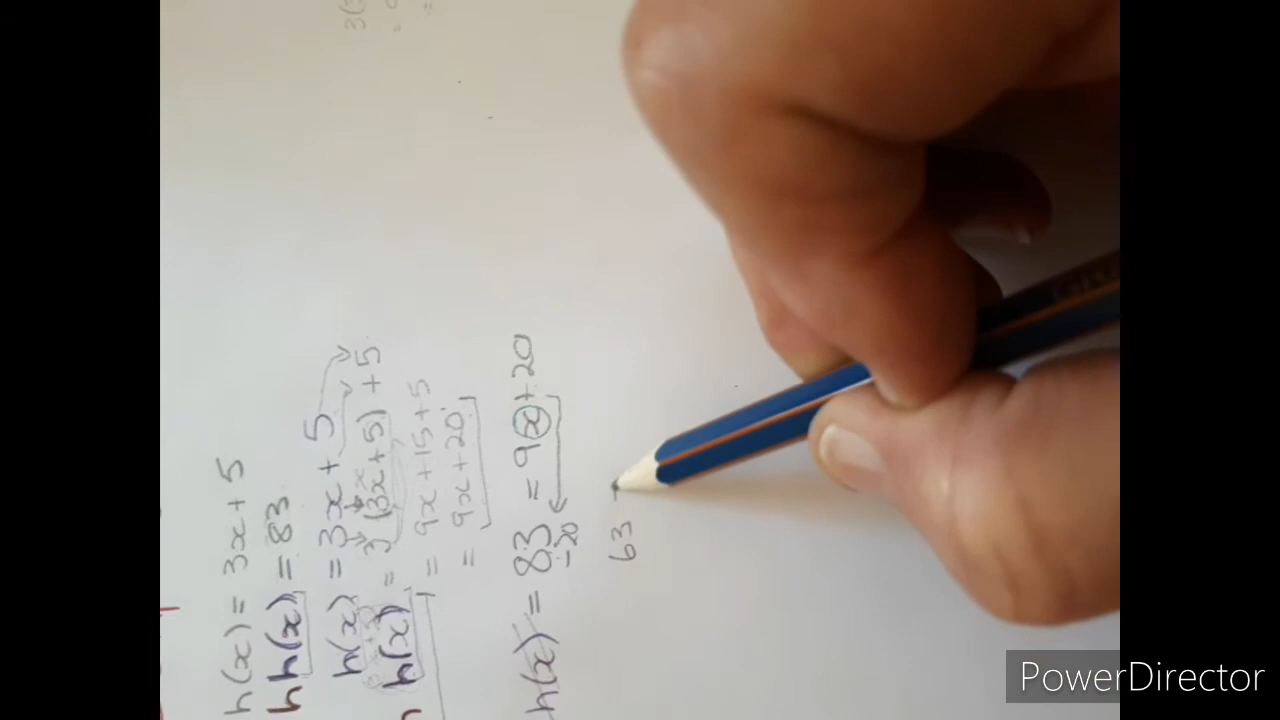 h(x) = 3x + 5
hh(x) = 83
h(x) = 3x + 5
h(x) = 3(3x + 5) + 5
= 9x + 15 + 5
= 9x + 20
h(x) = 83 = 9x + 20
-20
63
PowerDirector